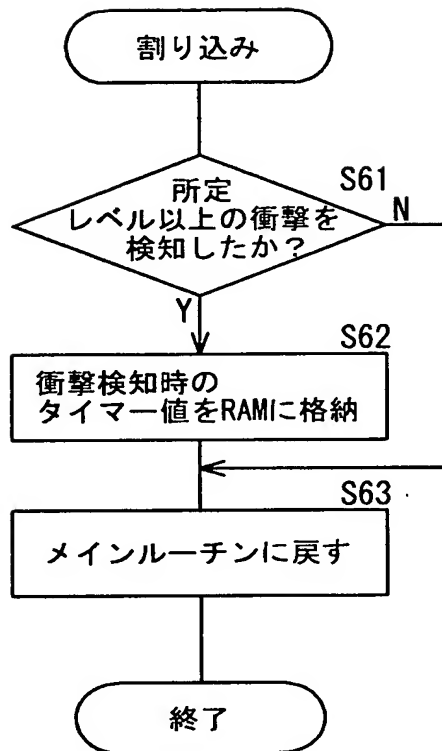 割り込み
S61
所定
レベル以上の衝撃を
検知したか？
N
Y
S62
衝撃検知時の
タイマー値をRAMに格納
S63
メインルーチンに戻す
終了